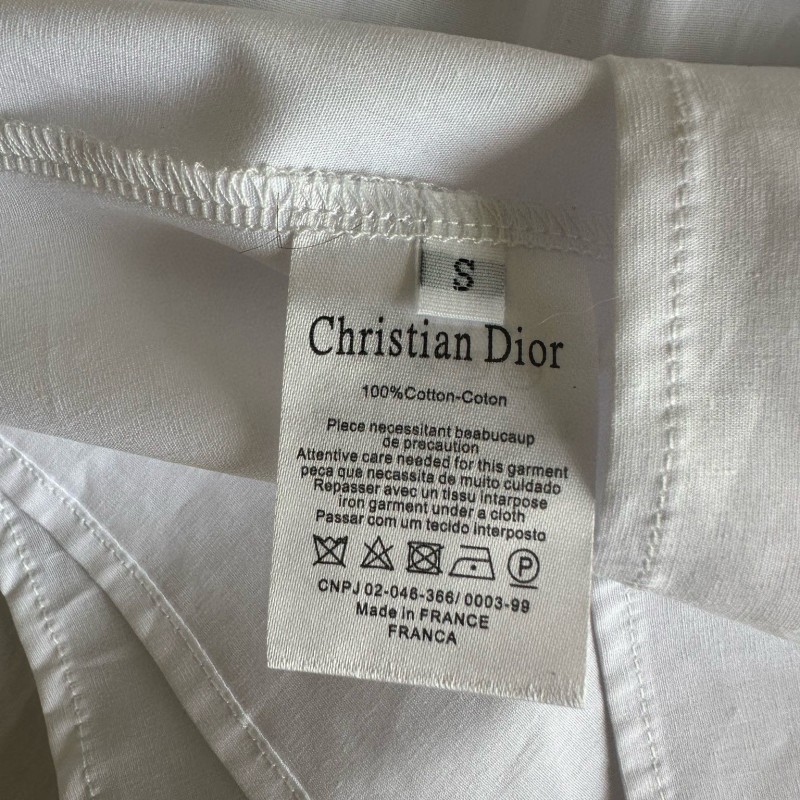 S
Christian Dior
100%Cotton-Coton
Piece necessitant beabucaup
de precaution
Attentive care needed for this garment
peca que necassita de muito cuidado
Repasser avec un tissu intarpose
iron garment under a cloth
Passar com um tecido interposto
P
CNPJ 02-046-366/ 0003-99
Made in FRANCE
FRANCA